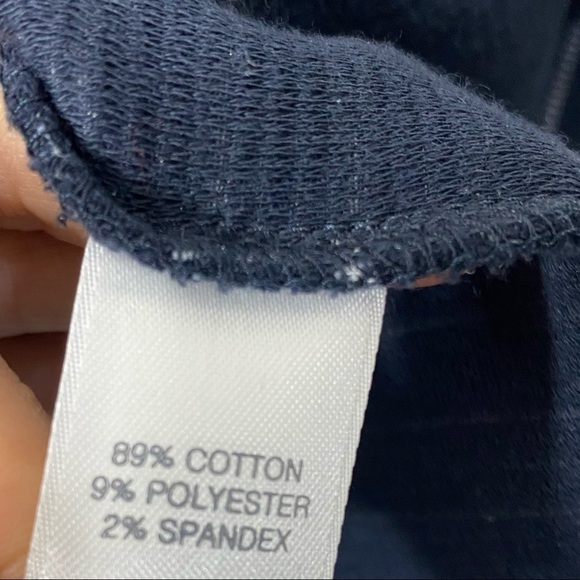 89% COTTON
9% POLYESTER
2% SPANDEX